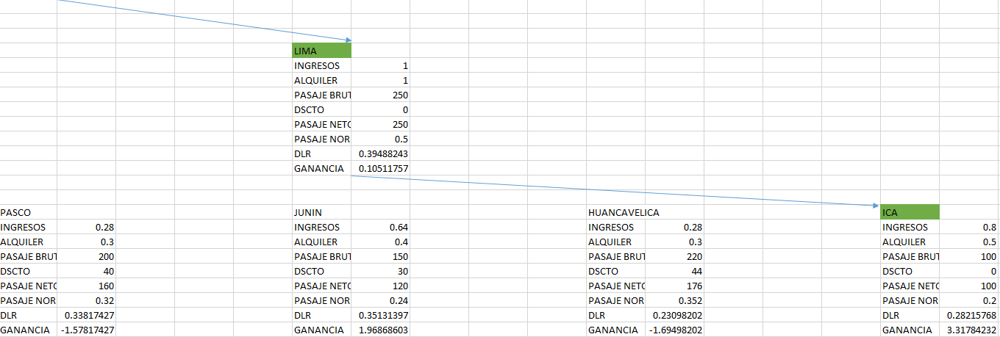 LIMA
INGRESOS 1
ALQUILER 1
PASAJE BRUT 250
DSCTO 0
PASAJE NETO 250
PASAJE NOR 0.5
DLR 0.39488243
GANANCIA 0.10511757
PASCO JUNIN HUANCAVELICA ICA
INGRESOS 0.28 INGRESOS 0.64 INGRESOS 0.28 INGRESOS 0.8
ALQUILER 0.3 ALQUILER 0.4 ALQUILER 0.3 ALQUILER 0.5
PASAJE BRUT 200 PASAJE BRUT 150 PASAJE BRUT 220 PASAJE BRUT 100
DSCTO 40 DSCTO 30 DSCTO 44 DSCTO 0
PASAJE NETO 160 PASAJE NETO 120 PASAJE NETO 176 PASAJE NETO 100
PASAJE NOR 0.32 PASAJE NOR 0.24 PASAJE NOR 0.352 PASAJE NOR 0.2
DLR 0.33817427 DLR 0.35131397 DLR 0.23098202 DLR 0.28215768
GANANCIA -1.57817427 GANANCIA 1.96868603 GANANCIA -1.69498202 GANANCIA 3.31784232